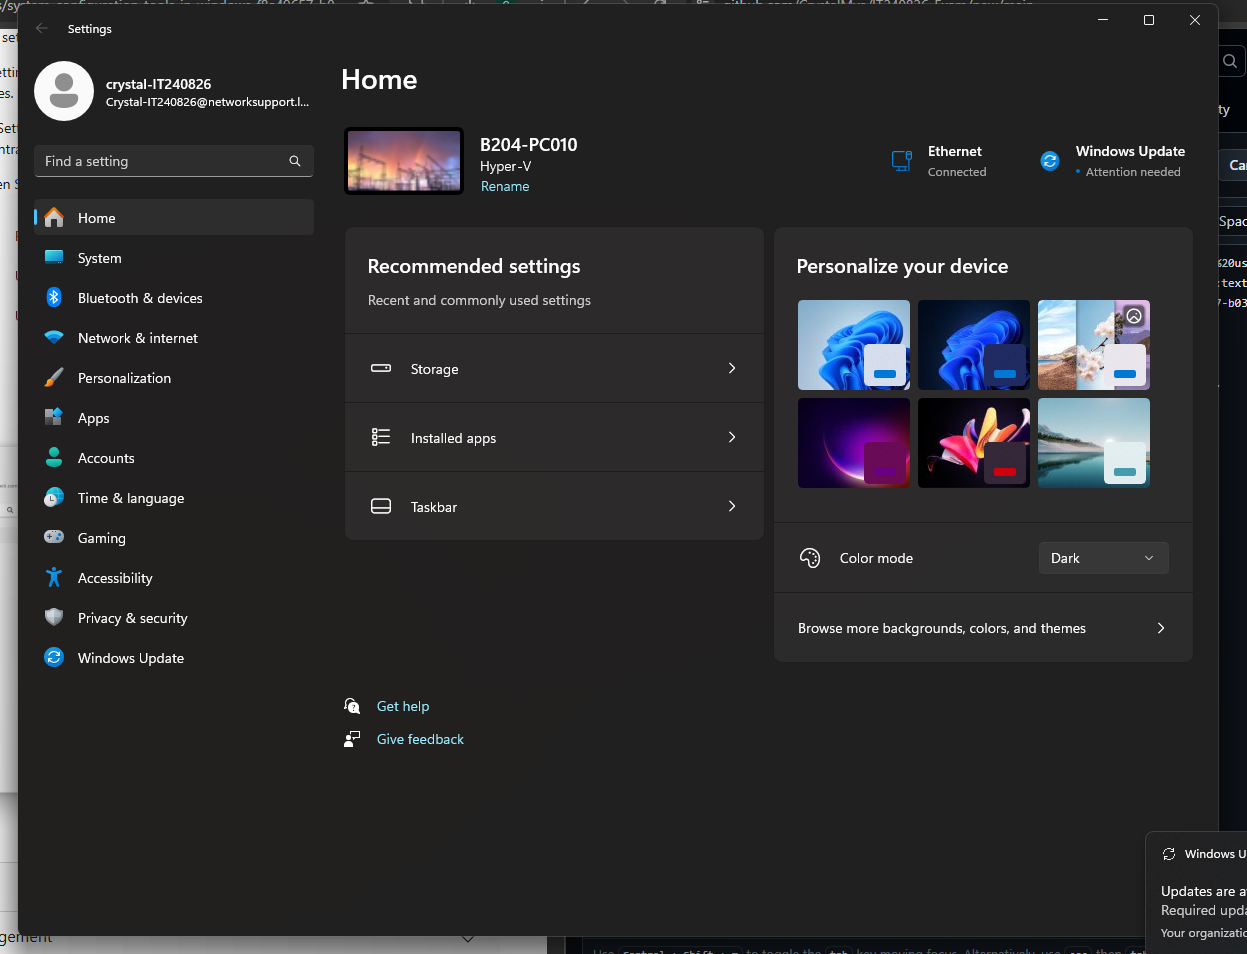 Settings
crystal-IT240826
Crystal-IT240826@networksupport.l...
Find a setting
Home
System
Bluetooth & devices
Network & internet
Personalization
Apps
Accounts
Time & language
Gaming
Accessibility
Privacy & security
Windows Update
Home
B204-PC010
Hyper-V
Rename
Ethernet
Connected
Windows Update
Attention needed
Recommended settings
Recent and commonly used settings
Storage
Installed apps
Taskbar
Personalize your device
Color mode
Dark
Browse more backgrounds, colors, and themes
Get help
Give feedback
Windows U
Updates are a
Required upda
Your organizatio
gement